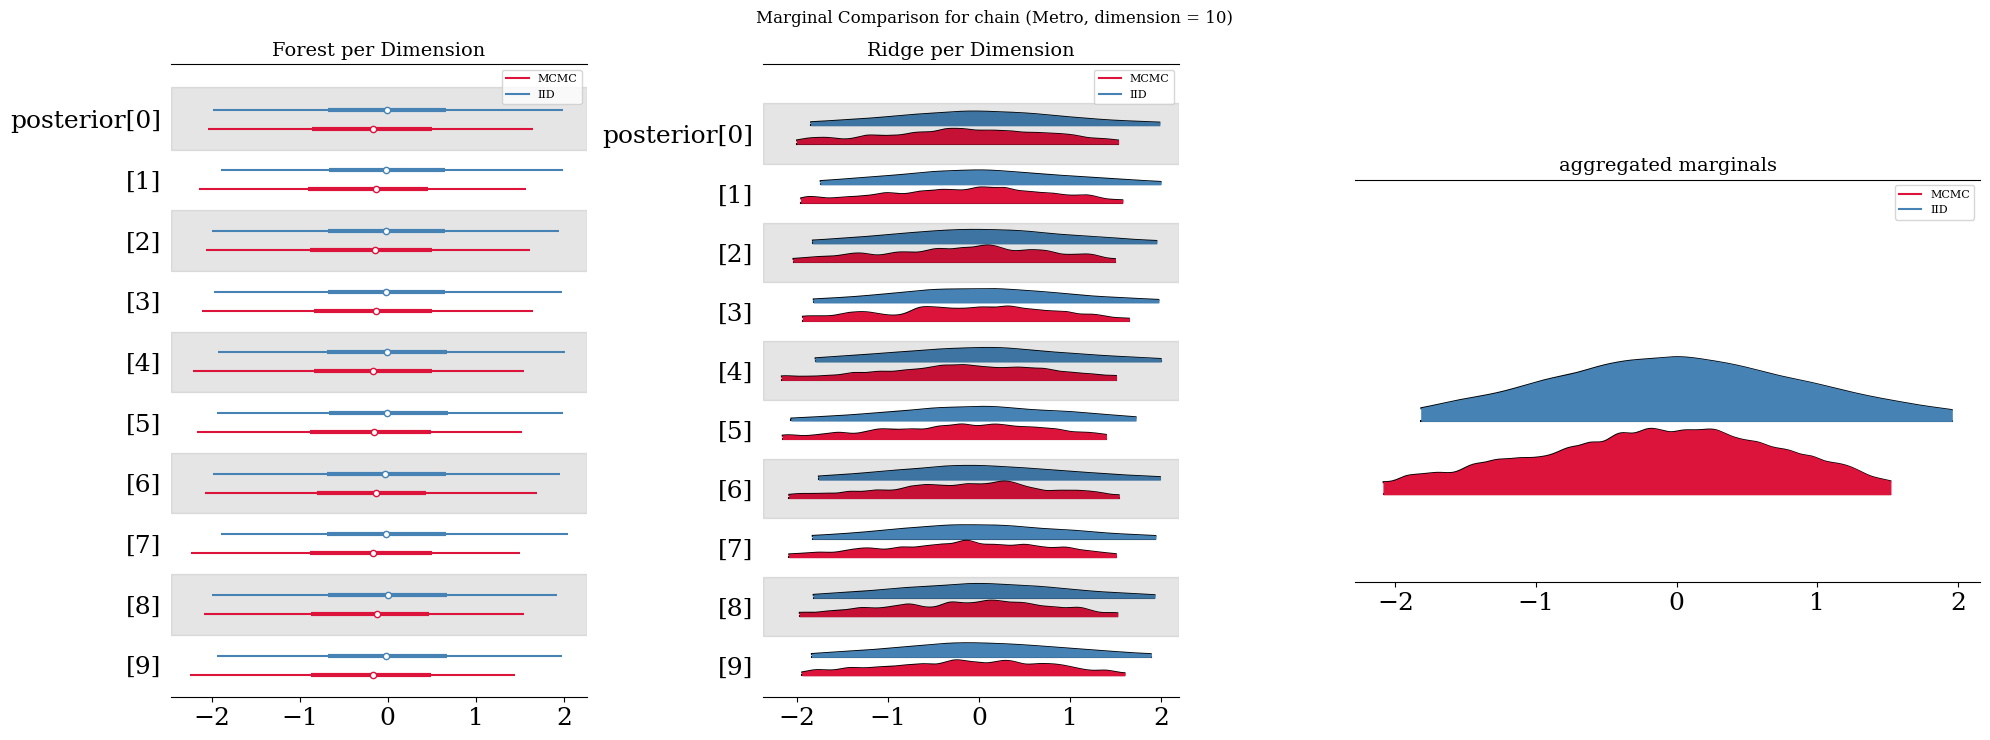 Marginal Comparison for chain (Metro, dimension = 10)
Forest per Dimension
MCMC
IID
posterior[0]
[1]
[2]
[3]
[4]
[5]
[6]
[7]
[8]
[9]
−2 −1 0 1 2
Ridge per Dimension
MCMC
IID
posterior[0]
[1]
[2]
[3]
[4]
[5]
[6]
[7]
[8]
[9]
−2 −1 0 1 2
aggregated marginals
MCMC
IID
−2 −1 0 1 2